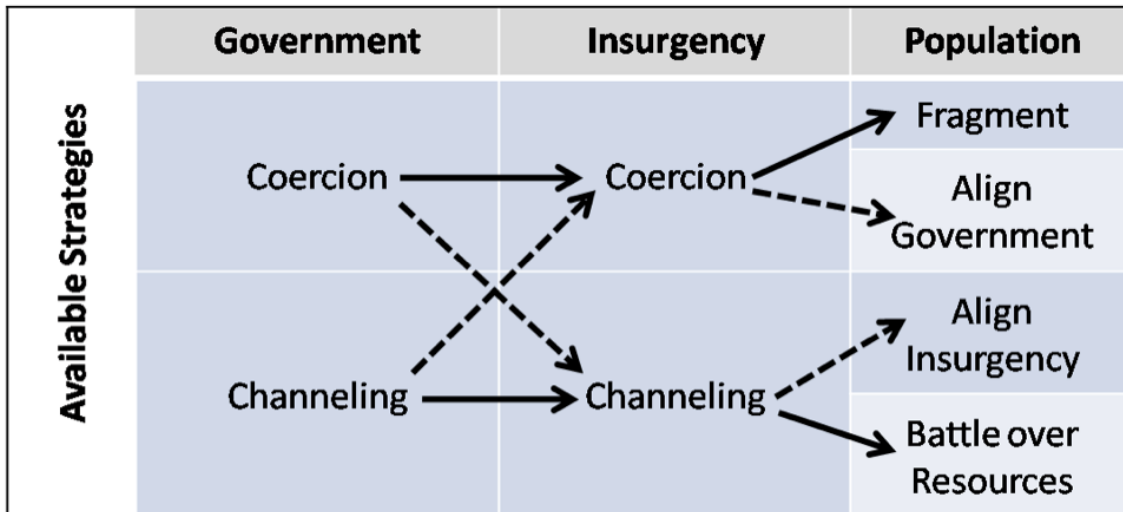 Government Insurgency Population
Available Strategies
Fragment
Coercion Coercion
Align
Government
Align
Insurgency
Channeling Channeling
Battle over
Resources